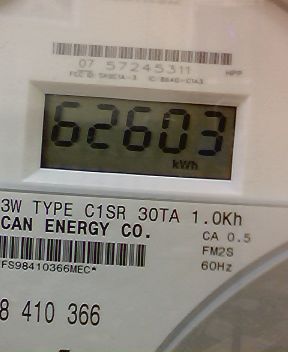 07 57245311
HPP
62603
kWh
3W TYPE C1SR 30TA 1.0Kh
CAN ENERGY CO.
CA 0.5
FM2S
60Hz
FS98410366MEC*
8 410 366